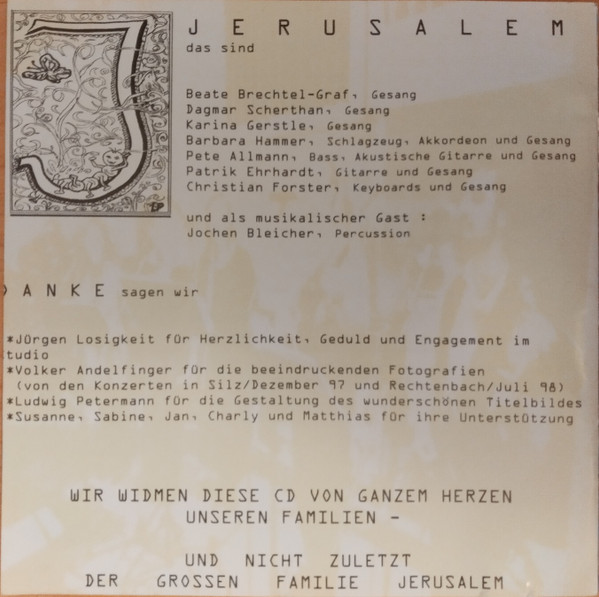 JERUSALEM
das sind
Beate Brechtel-Graf, Gesang
Dagmar Scherthan, Gesang
Karina Gerstle, Gesang
Barbara Hammer, Schlagzeug, Akkordeon und Gesang
Pete Allmann, Bass, Akustische Gitarre und Gesang
Patrik Ehrhardt, Gitarre und Gesang
Christian Forster, Keyboards und Gesang
und als musikalischer Gast :
Jochen Bleicher, Percussion
DANKE sagen wir
*Jürgen Losigkeit für Herzlichkeit, Geduld und Engagement im
tudio
*Volker Andelfinger für die beeindruckenden Fotografien
(von den Konzerten in Silz/Dezember 97 und Rechtenbach/Juli 98)
*Ludwig Petermann für die Gestaltung des wunderschönen Titelbildes
*Susanne, Sabine, Jan, Charly und Matthias für ihre Unterstützung
WIR WIDMEN DIESE CD VON GANZEM HERZEN
UNSEREN FAMILIEN -
UND NICHT ZULETZT
DER GROSSEN FAMILIE JERUSALEM